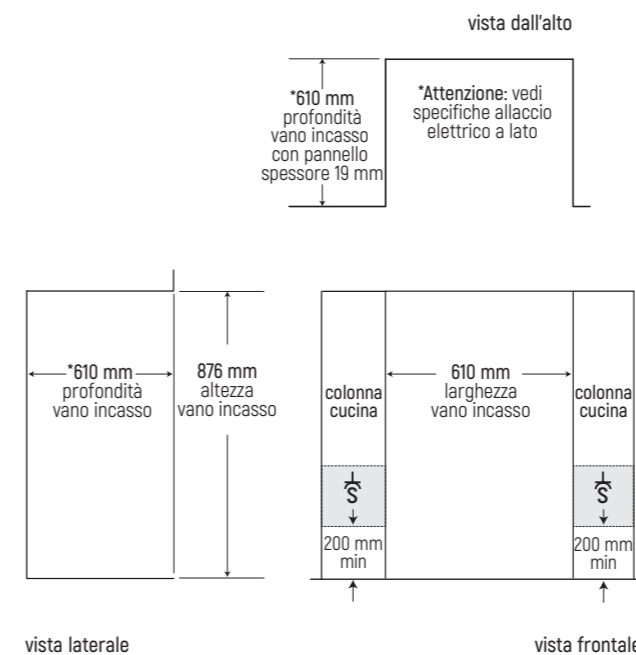 vista dall'alto
*610 mm
profondità
vano incasso
con pannello
spessore 19 mm
*Attenzione: vedi
specifiche allaccio
elettrico a lato
*610 mm
profondità
vano incasso
876 mm
altezza
vano incasso
colonna
cucina
610 mm
larghezza
vano incasso
colonna
cucina
S
S
200 mm
min
200 mm
min
vista laterale
vista frontale